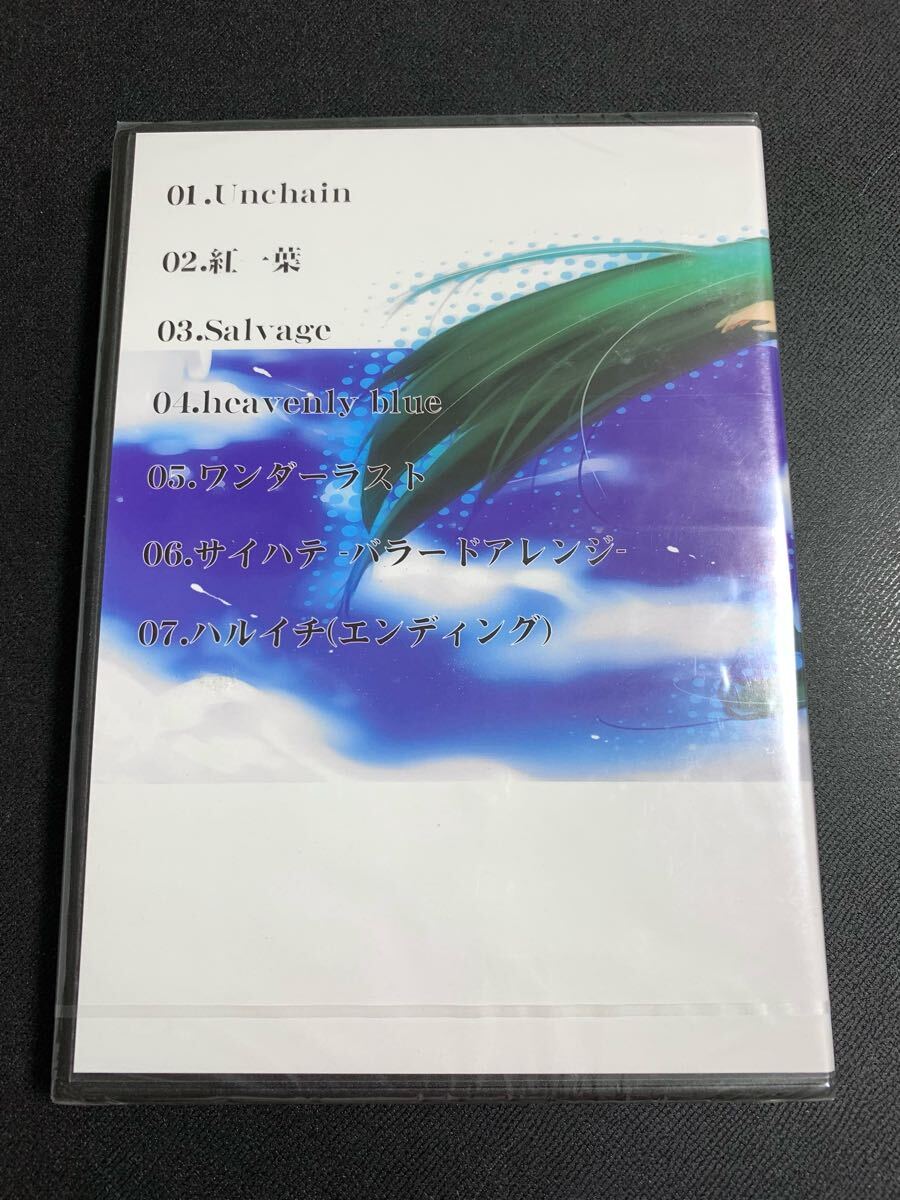 01.Unchain
02.紅一葉
03.Salvage
04.heavenly blue
05.ワンダーラスト
06.サイハテ -バラードアレンジ-
07.ハルイチ(エンディング)